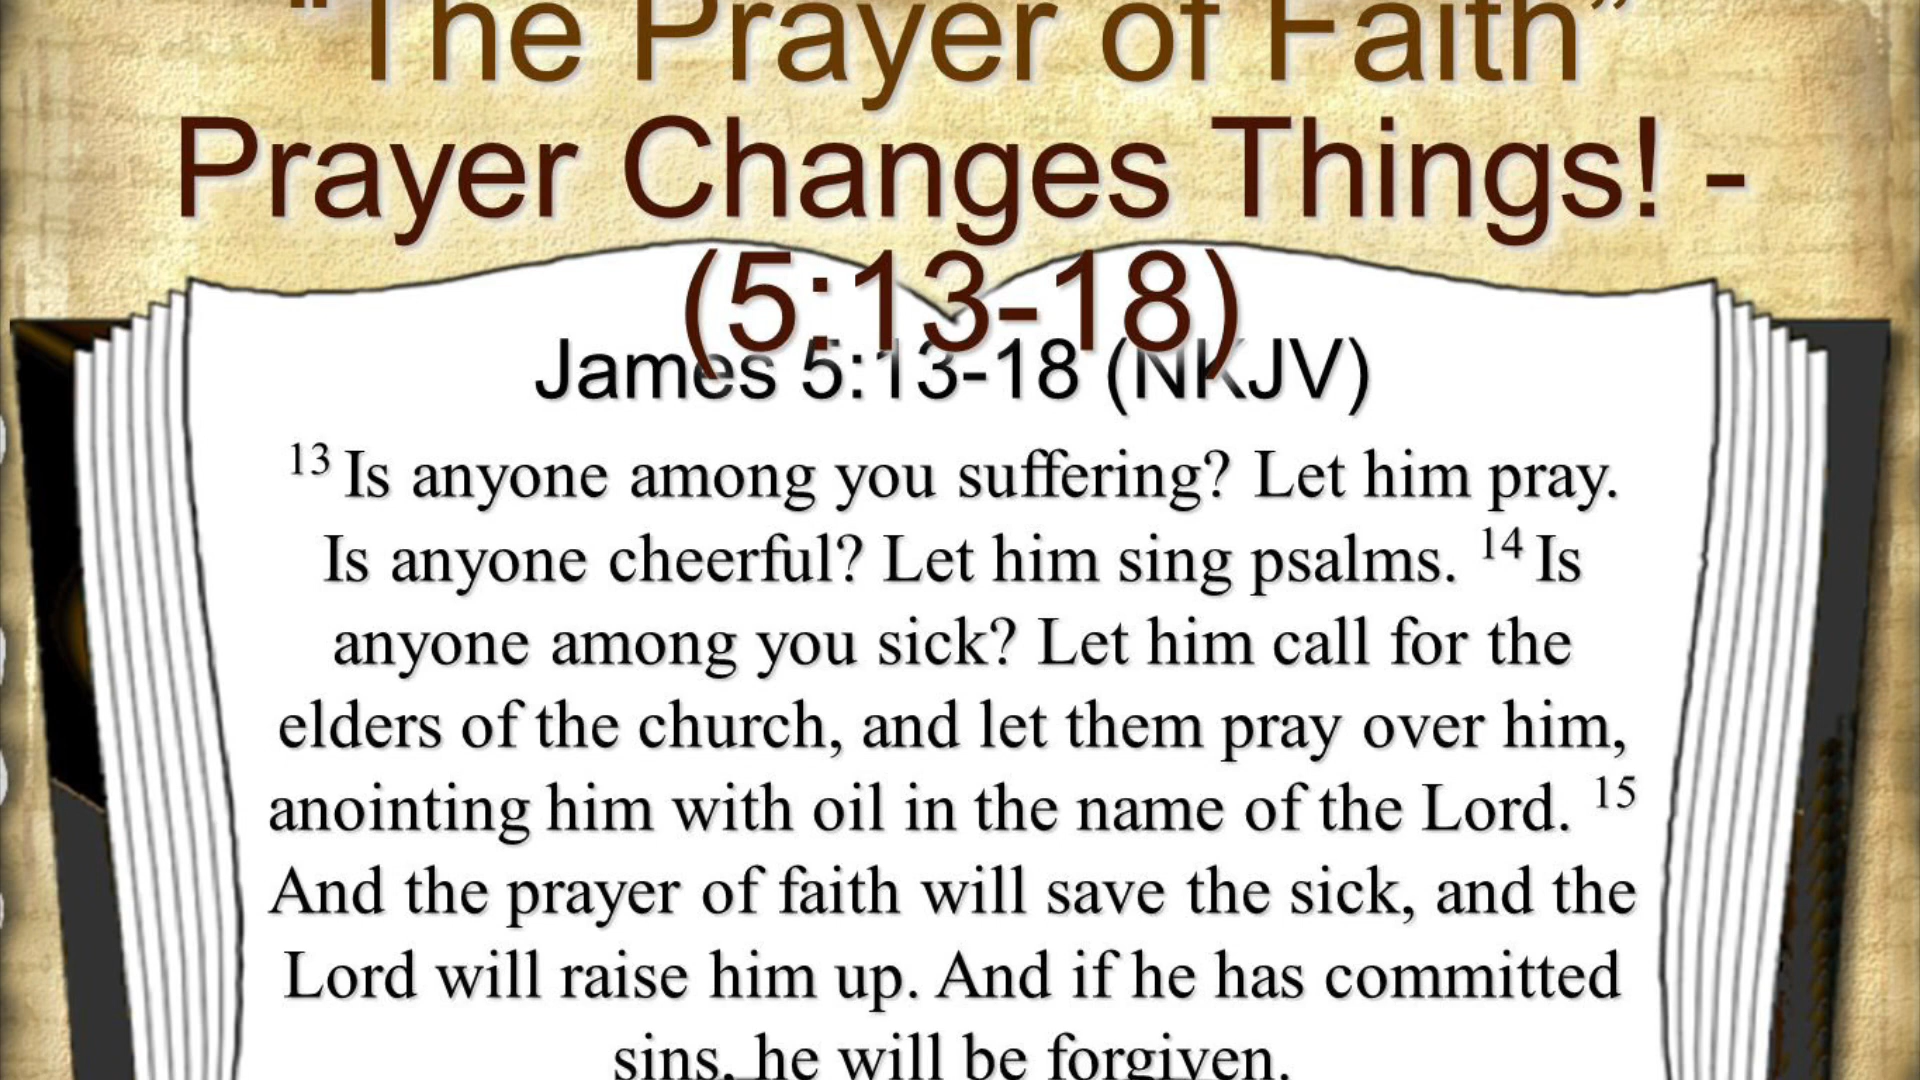 “The Prayer of Faith”
Prayer Changes Things! -
(5:13-18)
James 5:13-18 (NKJV)
13 Is anyone among you suffering? Let him pray.
Is anyone cheerful? Let him sing psalms. 14 Is
anyone among you sick? Let him call for the
elders of the church, and let them pray over him,
anointing him with oil in the name of the Lord. 15
And the prayer of faith will save the sick, and the
Lord will raise him up. And if he has committed
sins, he will be forgiven.